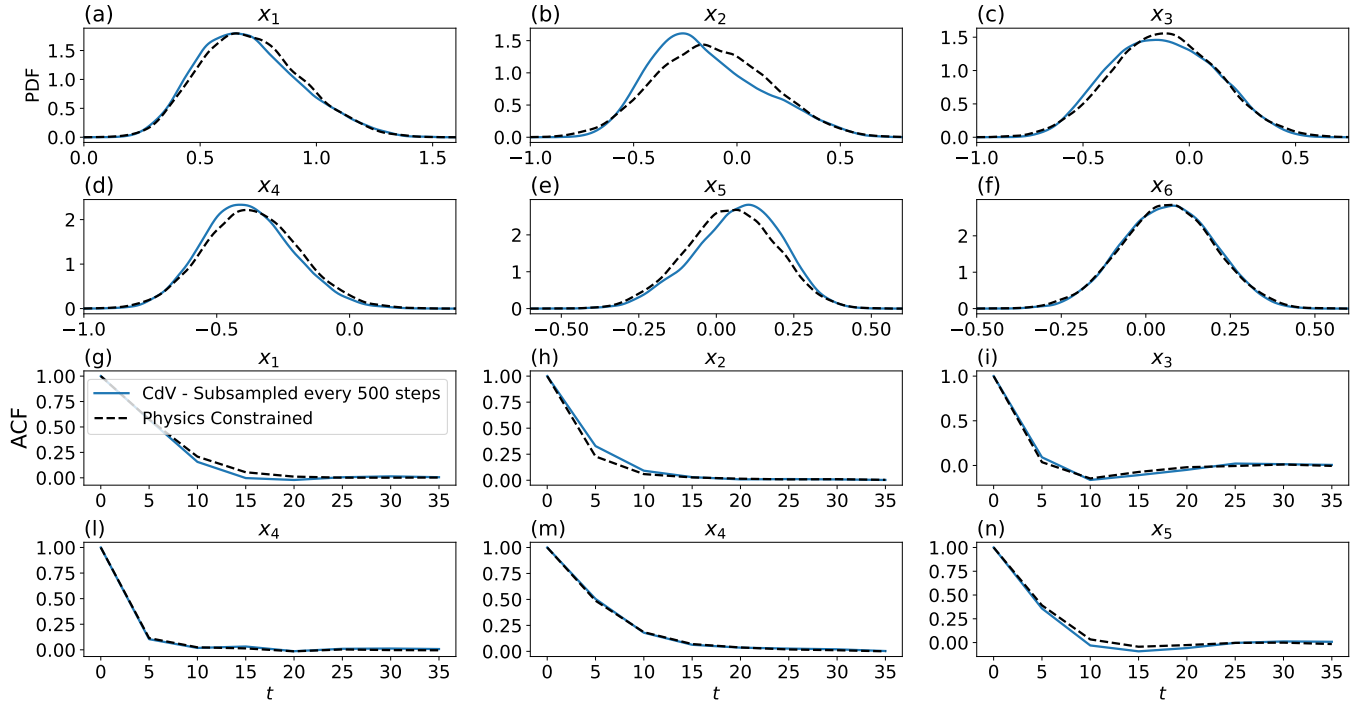 (a) x₁ (b) x₂ (c) x₃
PDF
1.5 1.0 0.5 0.0
0.0 0.5 1.0 1.5
1.5 1.0 0.5 0.0
−1.0 −0.5 0.0 0.5
1.5 1.0 0.5 0.0
−1.0 −0.5 0.0 0.5
(d) x₄ (e) x₅ (f) x₆
2 1 0
−1.0 −0.5 0.0
2 1 0
−0.50 −0.25 0.00 0.25 0.50
2 1 0
−0.50 −0.25 0.00 0.25 0.50
(g) x₁ (h) x₂ (i) x₃
ACF
1.00 0.75 0.50 0.25 0.00
CdV - Subsampled every 500 steps
Physics Constrained
0 5 10 15 20 25 30 35
1.00 0.75 0.50 0.25 0.00
0 5 10 15 20 25 30 35
1.0 0.5 0.0
0 5 10 15 20 25 30 35
(l) x₄ (m) x₄ (n) x₅
1.00 0.75 0.50 0.25 0.00
0 5 10 15 20 25 30 35
t
1.00 0.75 0.50 0.25 0.00
0 5 10 15 20 25 30 35
t
1.00 0.75 0.50 0.25 0.00
0 5 10 15 20 25 30 35
t